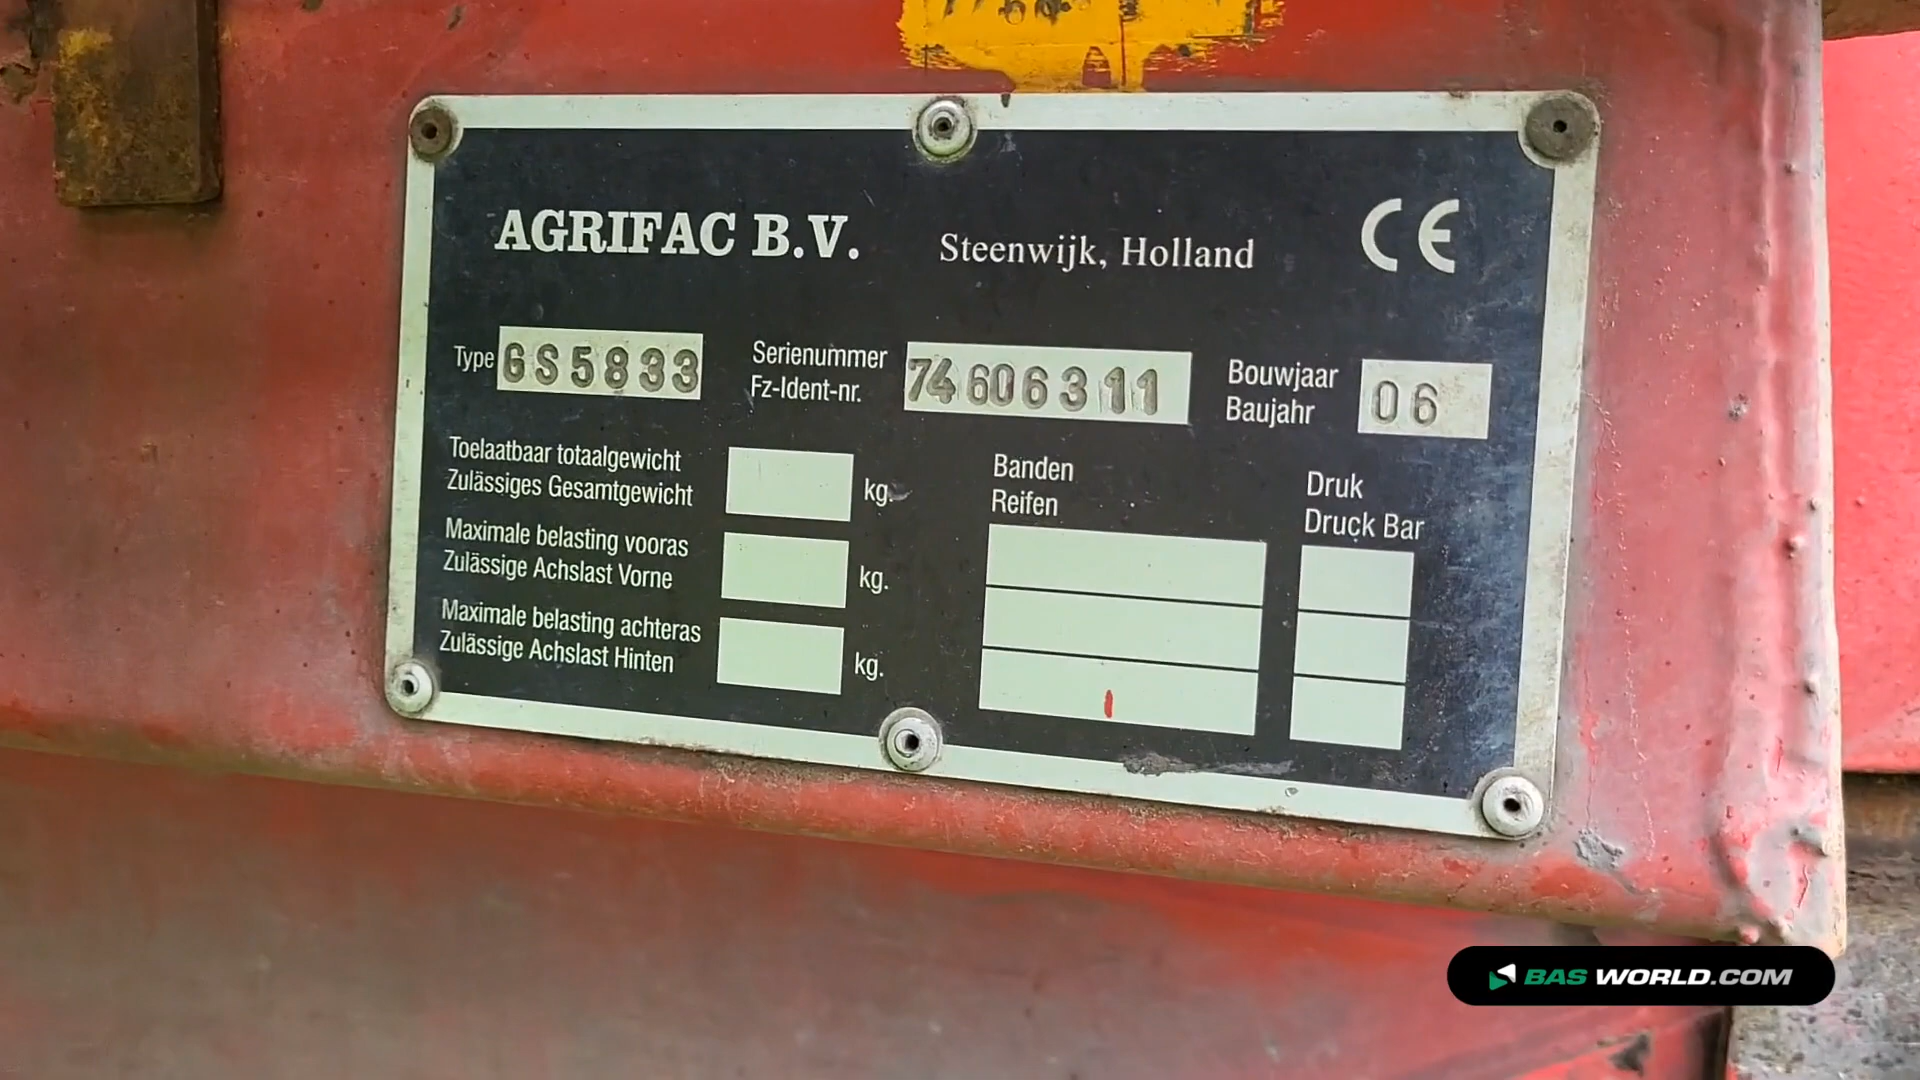 AGRIFAC B.V. Steenwijk, Holland CE
Type GS5833 Serienummer 74606311 Bouwjaar 06
Fz-Ident-nr. Baujahr
Toelaatbaar totaalgewicht
Zulässiges Gesamtgewicht kg.
Maximale belasting vooras
Zulässige Achslast Vorne kg.
Maximale belasting achteras
Zulässige Achslast Hinten kg.
Banden
Reifen
Druk
Druck Bar
BAS WORLD.COM